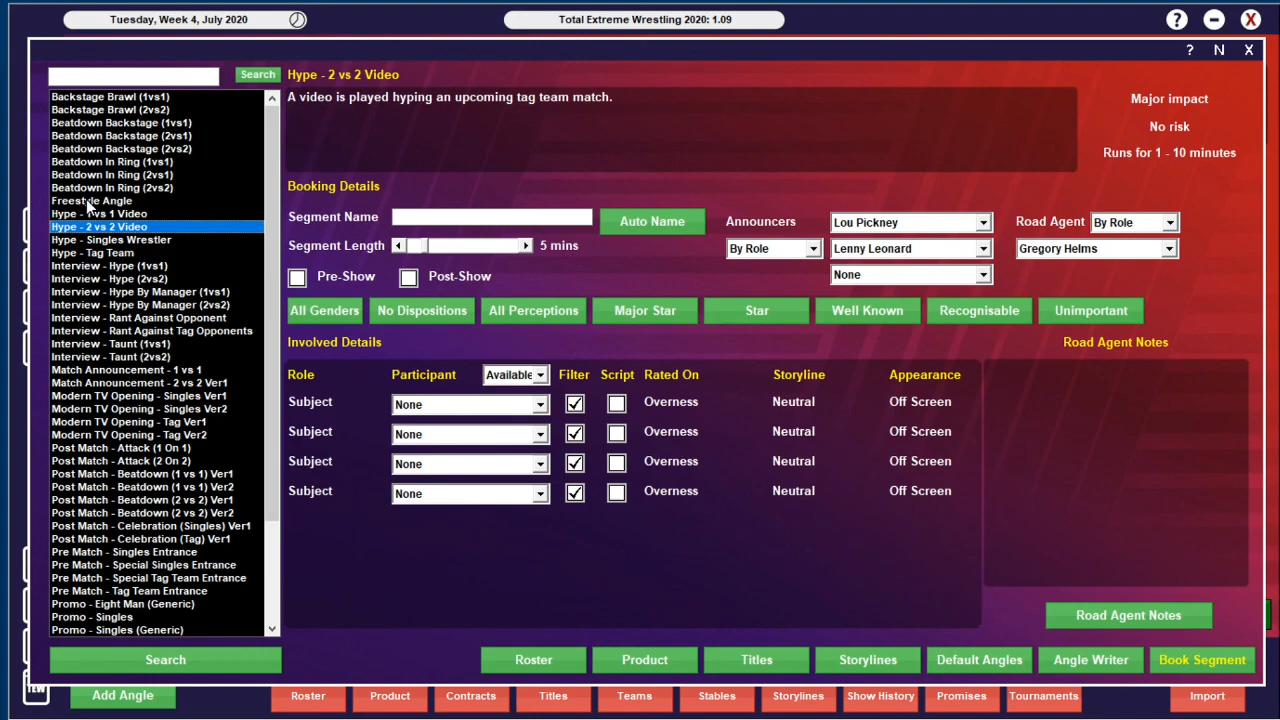 Tuesday, Week 4, July 2020
Total Extreme Wrestling 2020: 1.09
? N X
Search
Hype - 2 vs 2 Video
A video is played hyping an upcoming tag team match.
Major impact
No risk
Runs for 1 - 10 minutes
Backstage Brawl (1vs1)
Backstage Brawl (2vs2)
Beatdown Backstage (1vs1)
Beatdown Backstage (2vs1)
Beatdown Backstage (2vs2)
Beatdown In Ring (1vs1)
Beatdown In Ring (2vs1)
Beatdown In Ring (2vs2)
Freestyle Angle
Hype - 1 vs 1 Video
Hype - 2 vs 2 Video
Hype - Singles Wrestler
Hype - Tag Team
Interview - Hype (1vs1)
Interview - Hype (2vs2)
Interview - Hype By Manager (1vs1)
Interview - Hype By Manager (2vs2)
Interview - Rant Against Opponent
Interview - Rant Against Tag Opponents
Interview - Taunt (1vs1)
Interview - Taunt (2vs2)
Match Announcement - 1 vs 1
Match Announcement - 2 vs 2 Ver1
Modern TV Opening - Singles Ver1
Modern TV Opening - Singles Ver2
Modern TV Opening - Tag Ver1
Modern TV Opening - Tag Ver2
Post Match - Attack (1 On 1)
Post Match - Attack (2 On 2)
Post Match - Beatdown (1 vs 1) Ver1
Post Match - Beatdown (1 vs 1) Ver2
Post Match - Beatdown (2 vs 2) Ver1
Post Match - Beatdown (2 vs 2) Ver2
Post Match - Celebration (Singles) Ver1
Post Match - Celebration (Tag) Ver1
Pre Match - Singles Entrance
Pre Match - Special Singles Entrance
Pre Match - Special Tag Team Entrance
Pre Match - Tag Team Entrance
Promo - Eight Man (Generic)
Promo - Singles
Promo - Singles (Generic)
Booking Details
Segment Name Auto Name Announcers Lou Pickney Road Agent By Role
Segment Length 5 mins By Role Lenny Leonard Gregory Helms
Pre-Show Post-Show None
All Genders No Dispositions All Perceptions Major Star Star Well Known Recognisable Unimportant
Involved Details Road Agent Notes
Role Participant Available Filter Script Rated On Storyline Appearance
Subject None Overness Neutral Off Screen
Subject None Overness Neutral Off Screen
Subject None Overness Neutral Off Screen
Subject None Overness Neutral Off Screen
Road Agent Notes
Search Roster Product Titles Storylines Default Angles Angle Writer Book Segment
TEW Add Angle Roster Product Contracts Titles Teams Stables Storylines Show History Promises Tournaments Import